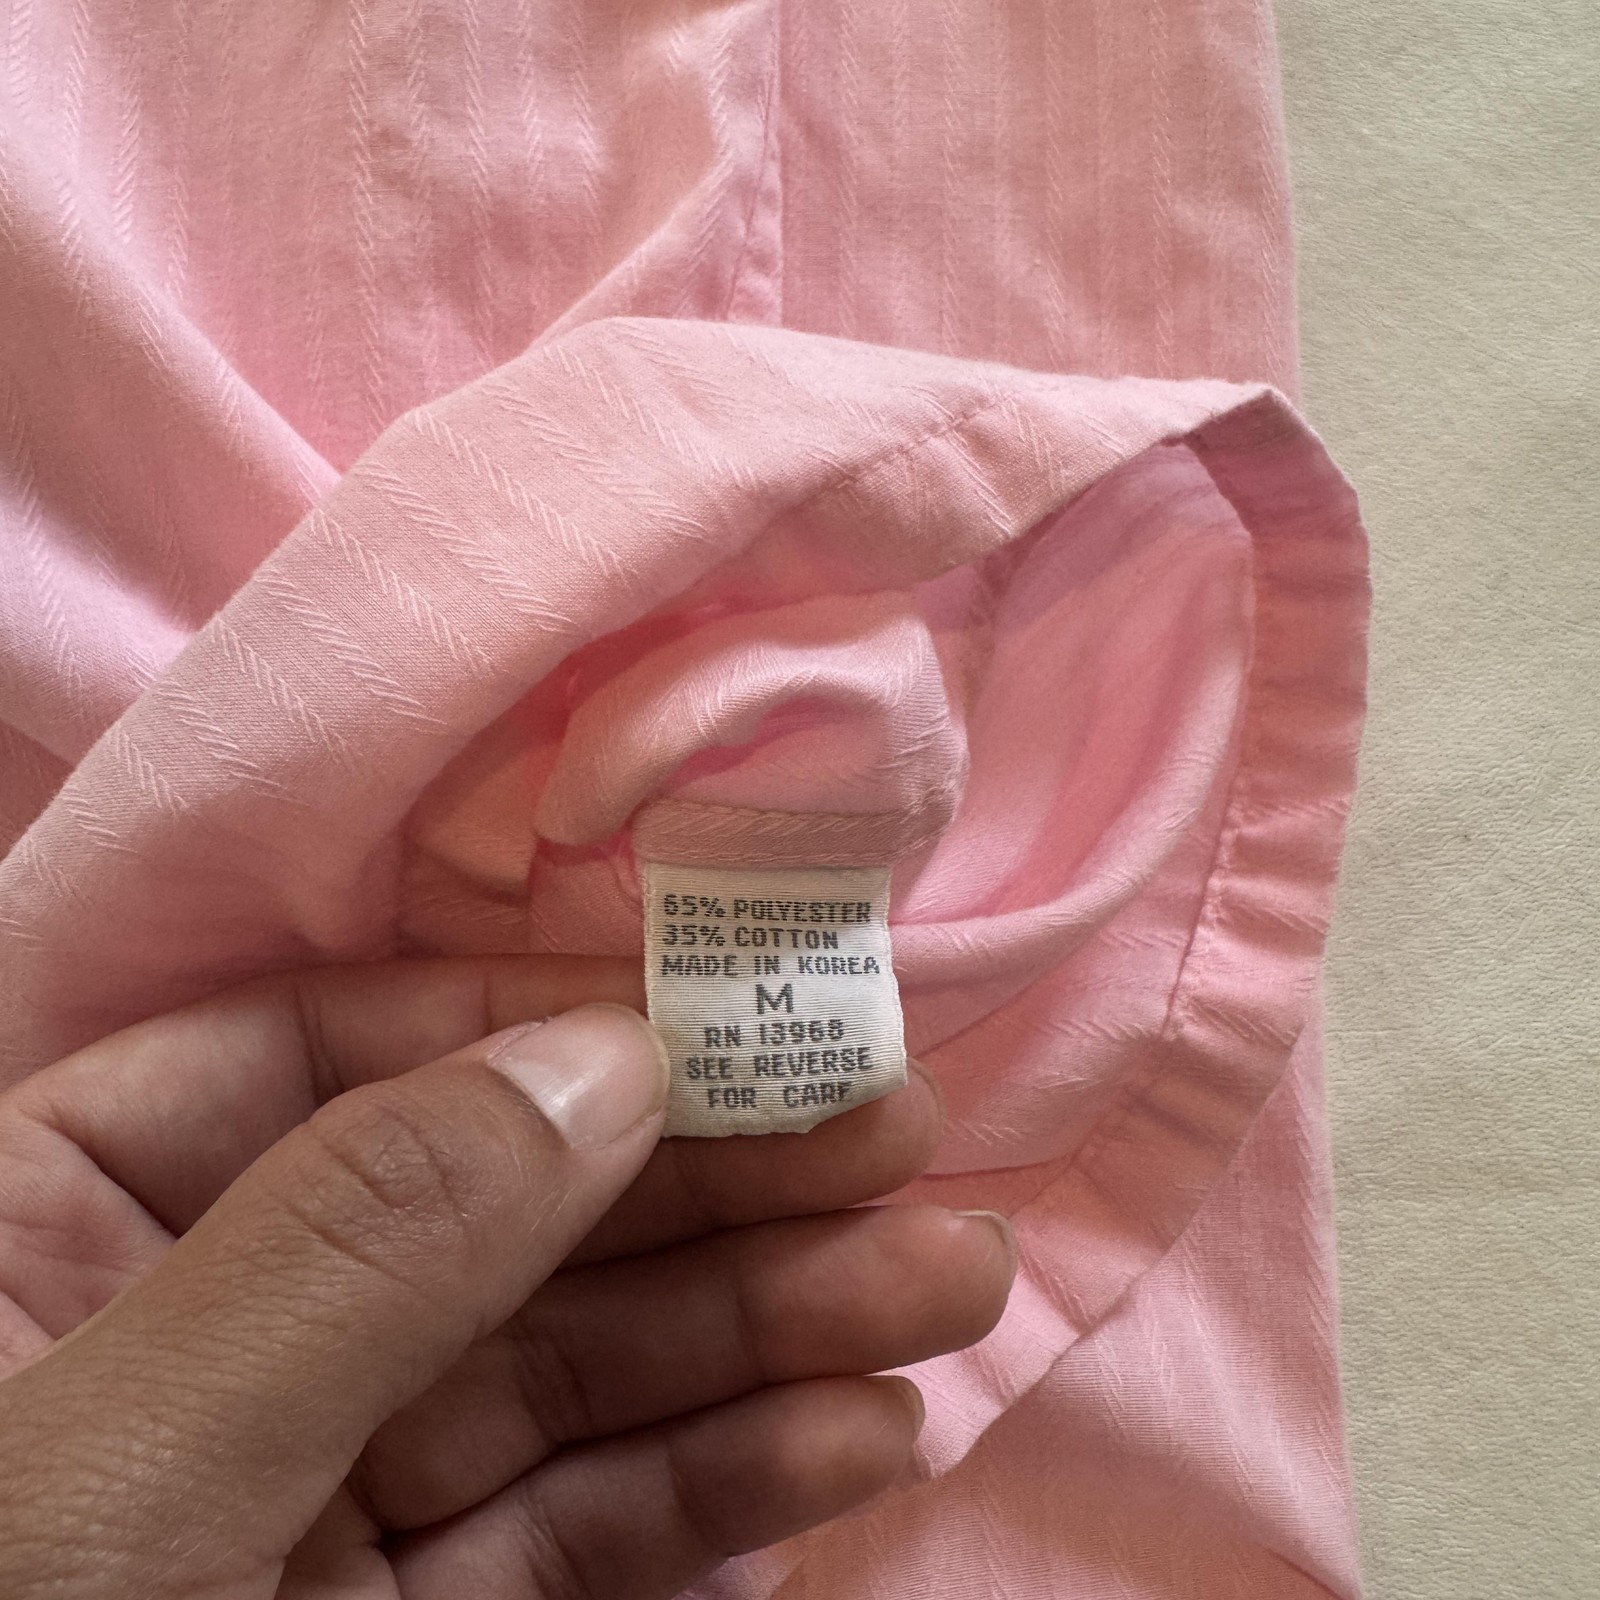 65% POLYESTER
35% COTTON
MADE IN KOREA
M
RN 13968
SEE REVERSE
FOR CARE